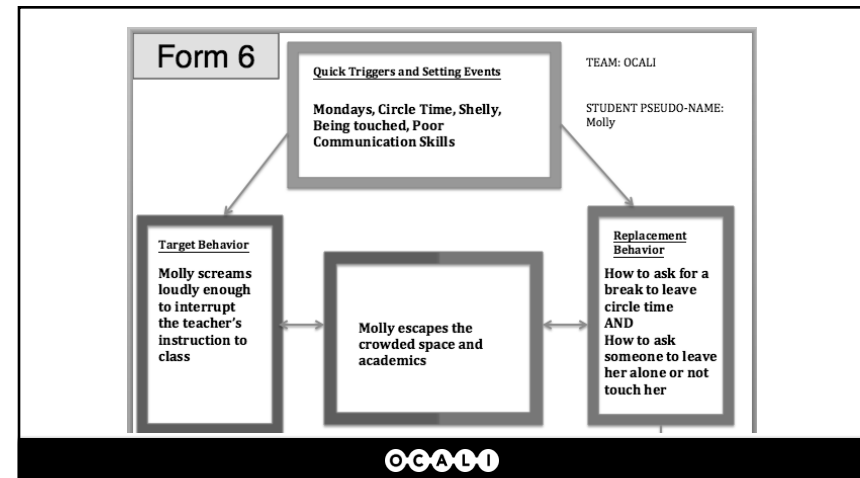 Form 6
Quick Triggers and Setting Events
Mondays, Circle Time, Shelly,
Being touched, Poor
Communication Skills
TEAM: OCALI
STUDENT PSEUDO-NAME:
Molly
Target Behavior
Molly screams
loudly enough
to interrupt
the teacher's
instruction to
class
Molly escapes the
crowded space and
academics
Replacement
Behavior
How to ask for a
break to leave
circle time
AND
How to ask
someone to leave
her alone or not
touch her
OCALI